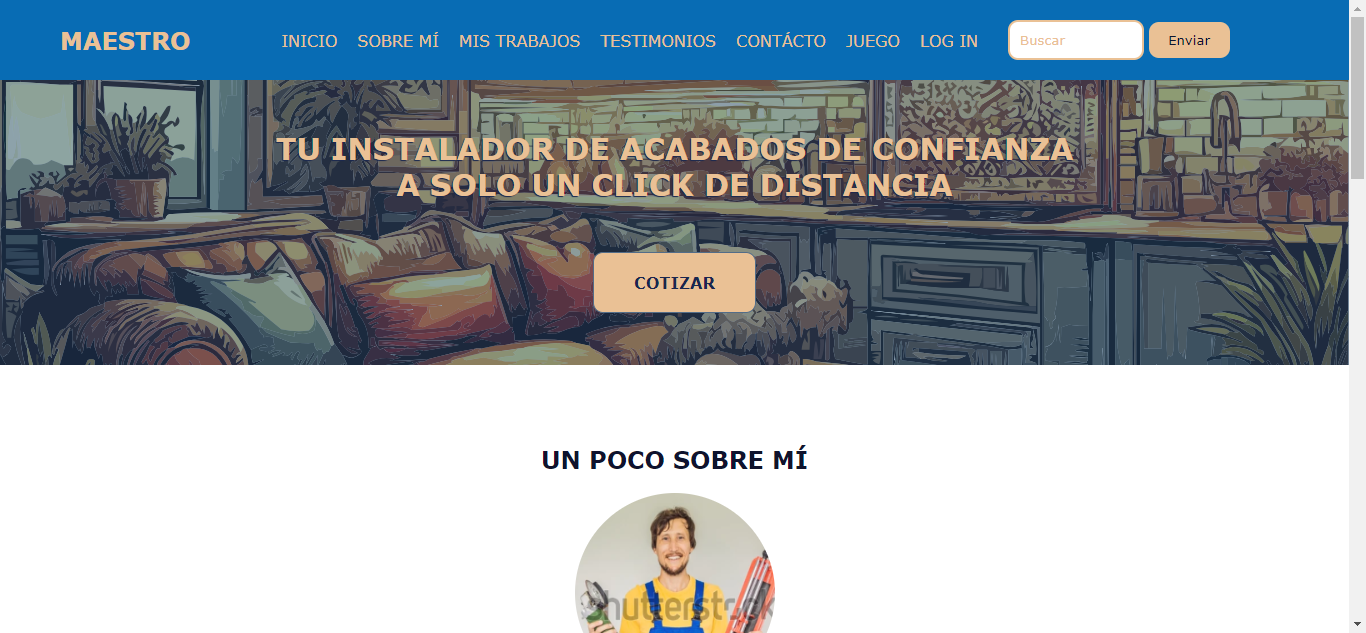 MAESTRO
INICIO SOBRE MÍ MIS TRABAJOS TESTIMONIOS CONTÁCTO JUEGO LOG IN
Buscar
Enviar
TU INSTALADOR DE ACABADOS DE CONFIANZA
A SOLO UN CLICK DE DISTANCIA
COTIZAR
UN POCO SOBRE MÍ
shutterstock